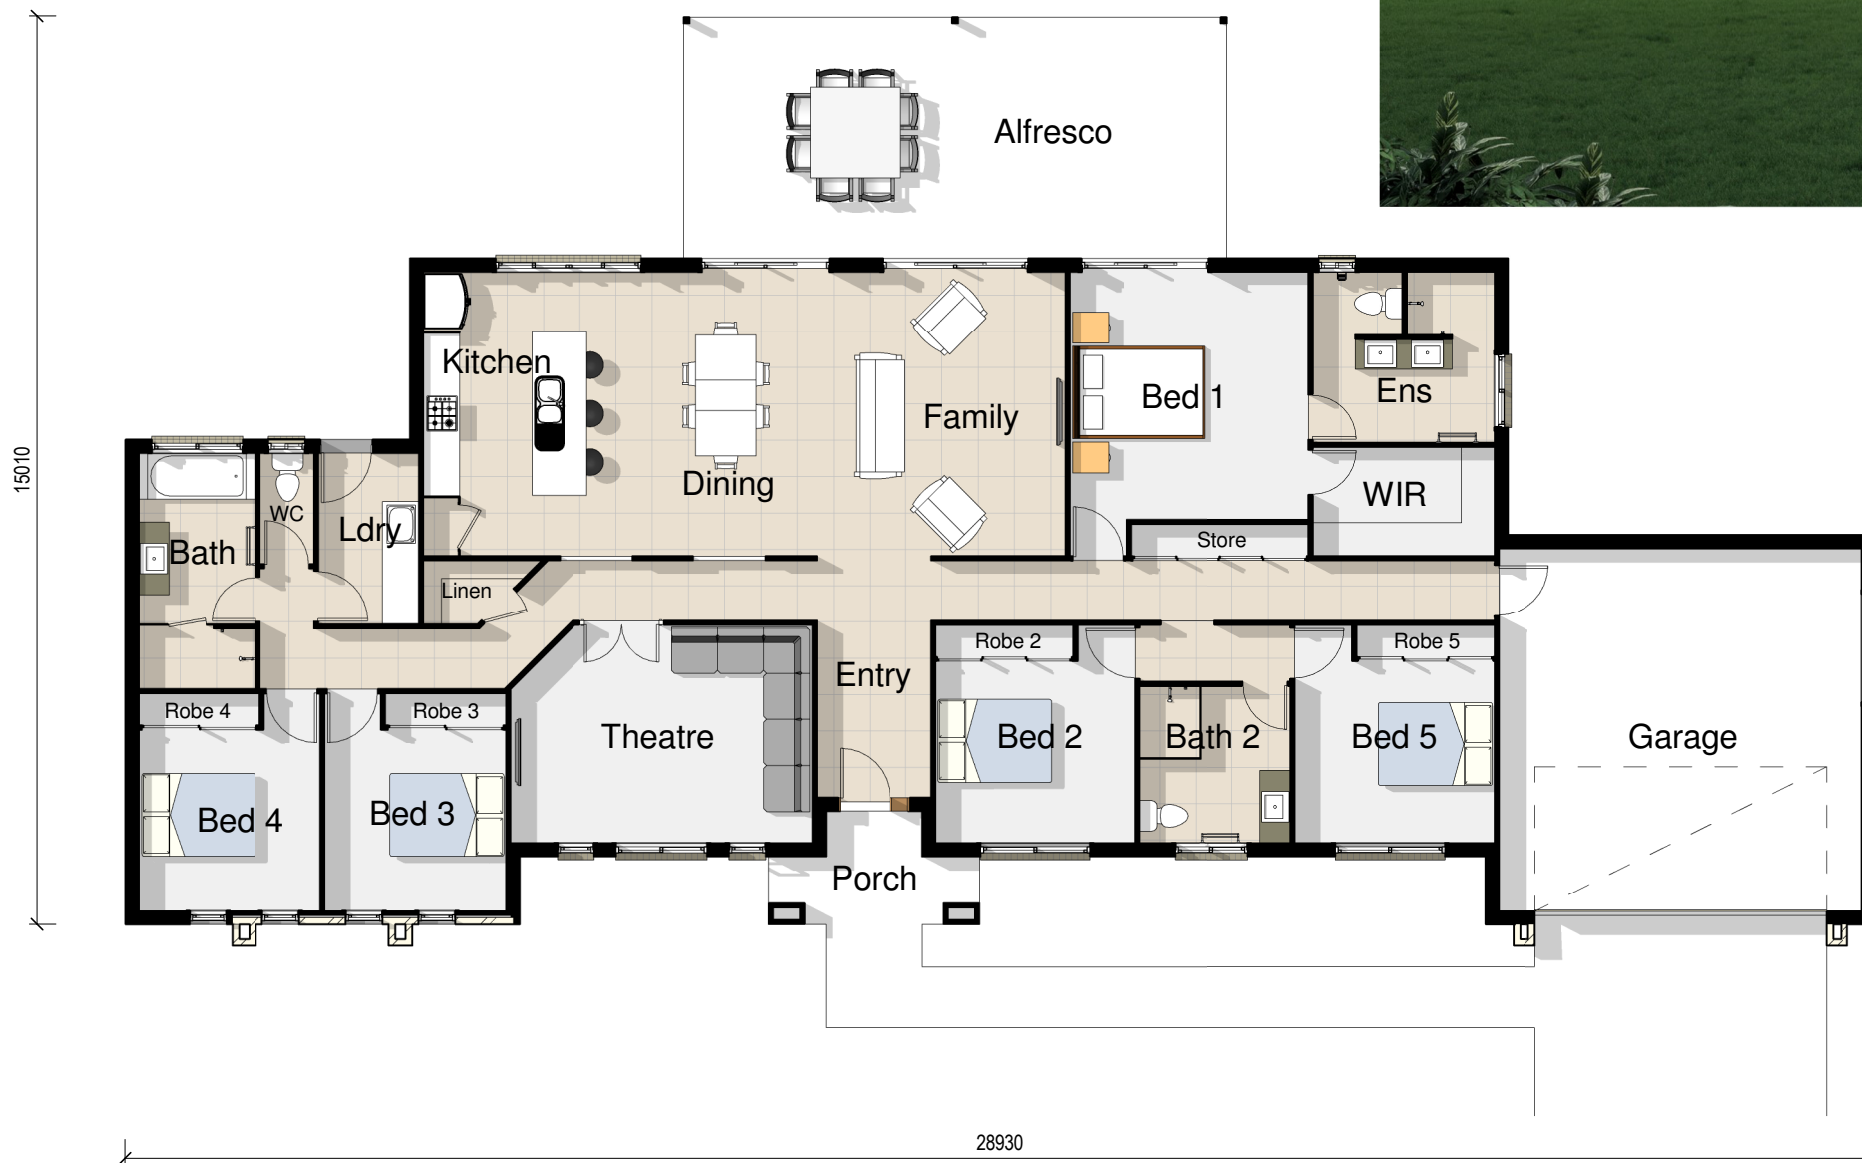 Alfresco
Kitchen
Bed 1
Ens
Family
Dining
WIR
15010
WC
Ldry
Bath
Store
Linen
Robe 2
Robe 5
Entry
Robe 4
Robe 3
Theatre
Bed 2
Bath 2
Bed 5
Garage
Bed 4
Bed 3
Porch
28930